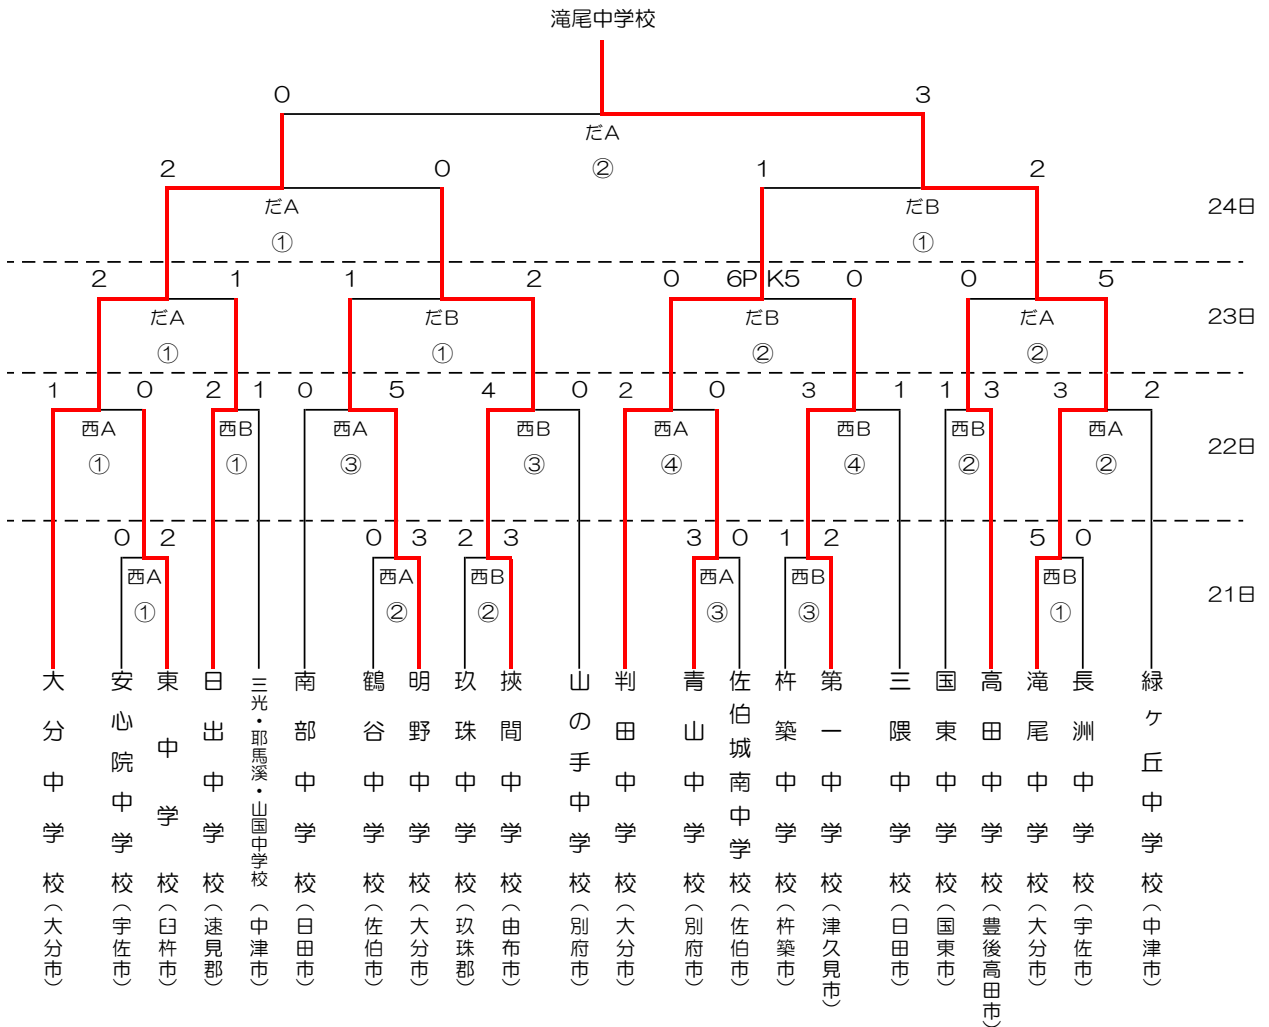 滝尾中学校
0 3
だA
②
2 0 1 2
だA だB 24日
① ①
2 1 1 2 0 6P K5 0 0 5
だA だB だB だA 23日
① ① ② ②
1 0 2 1 0 5 4 0 2 0 3 1 1 3 3 2
西A 西B 西A 西B 西A 西B 西B 西A 22日
① ① ③ ③ ④ ④ ② ②
0 2 0 3 2 3 3 0 1 2 5 0
西A 西A 西B 西A 西B 西B 21日
① ② ② ③ ③ ①
大分中学校(大分市)
安心院中学校(宇佐市)
東中学校(臼杵市)
日出中学校(速見郡)
三光・耶馬溪・山国中学校(中津市)
南部中学校(日田市)
鶴谷中学校(佐伯市)
明野中学校(大分市)
玖珠中学校(玖珠郡)
挾間中学校(由布市)
山の手中学校(別府市)
判田中学校(大分市)
青山中学校(別府市)
佐伯城南中学校(佐伯市)
杵築中学校(杵築市)
第一中学校(津久見市)
三隈中学校(日田市)
国東中学校(国東市)
高田中学校(豊後高田市)
滝尾中学校(大分市)
長洲中学校(宇佐市)
緑ヶ丘中学校(中津市)